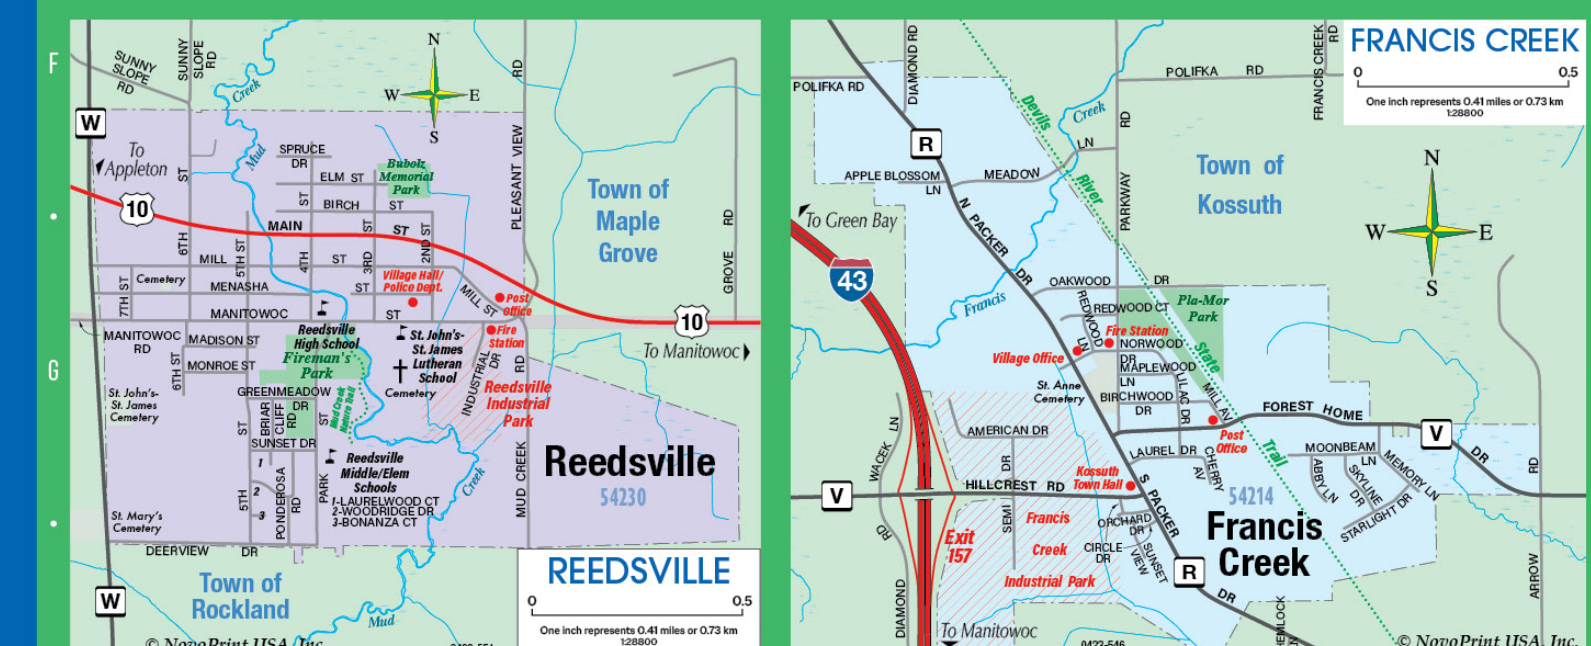 F
G
SUNNY
SLOPE
RD
SUNNY
SLOPE
RD
Creek
N
W
E
S
RD
W
To
Appleton
10
ST
Mud
SPRUCE
DR
ELM ST
Bubolz
Memorial
Park
ST
BIRCH ST
MAIN ST
6TH
5TH ST
4TH
ST
3RD
2ND ST
PLEASANT VIEW
Town of
Maple
Grove
RD
GROVE
MILL ST
Cemetery
7TH ST
MENASHA ST
Village Hall/
Police Dept.
MILL ST
Post
Office
MANITOWOC ST
10
To Manitowoc
MANITOWOC
RD
MADISON ST
MONROE ST
6TH ST
Reedsville
High School
Fireman's
Park
St. John's-
St. James
Lutheran
School
Cemetery
Fire
station
INDUSTRIAL
DR
RD
Reedsville
Industrial
Park
St. John's-
St. James
Cemetery
GREENMEADOW
DR
BRIAR
CLIFF
RD
ST
ST
Mud Creek
Nature Trail
SUNSET DR
Reedsville
Middle/Elem
Schools
1-LAURELWOOD CT
2-WOODRIDGE DR
3-BONANZA CT
1
2
3
5TH
PONDEROSA
RD
PARK
Creek
MUD CREEK
Reedsville
54230
St. Mary's
Cemetery
DEERVIEW DR
W
Town of
Rockland
Mud
REEDSVILLE
0 0.5
One inch represents 0.41 miles or 0.73 km
1:28800
© NovoPrint USA, Inc.
FRANCIS CREEK
0 0.5
One inch represents 0.41 miles or 0.73 km
1:28800
POLIFKA RD
DIAMOND RD
R
Devils
Creek
RD
POLIFKA RD
FRANCIS CREEK
RD
LN
MEADOW
APPLE BLOSSOM
LN
River
PARKWAY
Town of
Kossuth
N
W
E
S
To Green Bay
43
N PACKER DR
Francis
OAKWOOD DR
REDWOOD CT
REDWOOD
LN
Pla-Mor
Park
Fire Station
NORWOOD
DR
Village Office
MAPLEWOOD
LN
State
St. Anne
Cemetery
BIRCHWOOD
DR
LILAC DR
MILL AV
FOREST HOME
DR
V
Post
Office
AMERICAN DR
WACEK LN
LAUREL DR
CHERRY
AV
Trail
MOONBEAM
LN
MEMORY LN
ABBY LN
SKYLINE
DR
STARLIGHT DR
RD
Kossuth
Town Hall
V
HILLCREST RD
SEMI DR
S PACKER
DR
54214
Francis
Creek
RD
Exit
157
Francis
Creek
Industrial Park
ORCHARD
DR
CIRCLE
DR
SUNSET
VIEW
R
DIAMOND
ARROW
To Manitowoc
© NovoPrint USA, Inc.